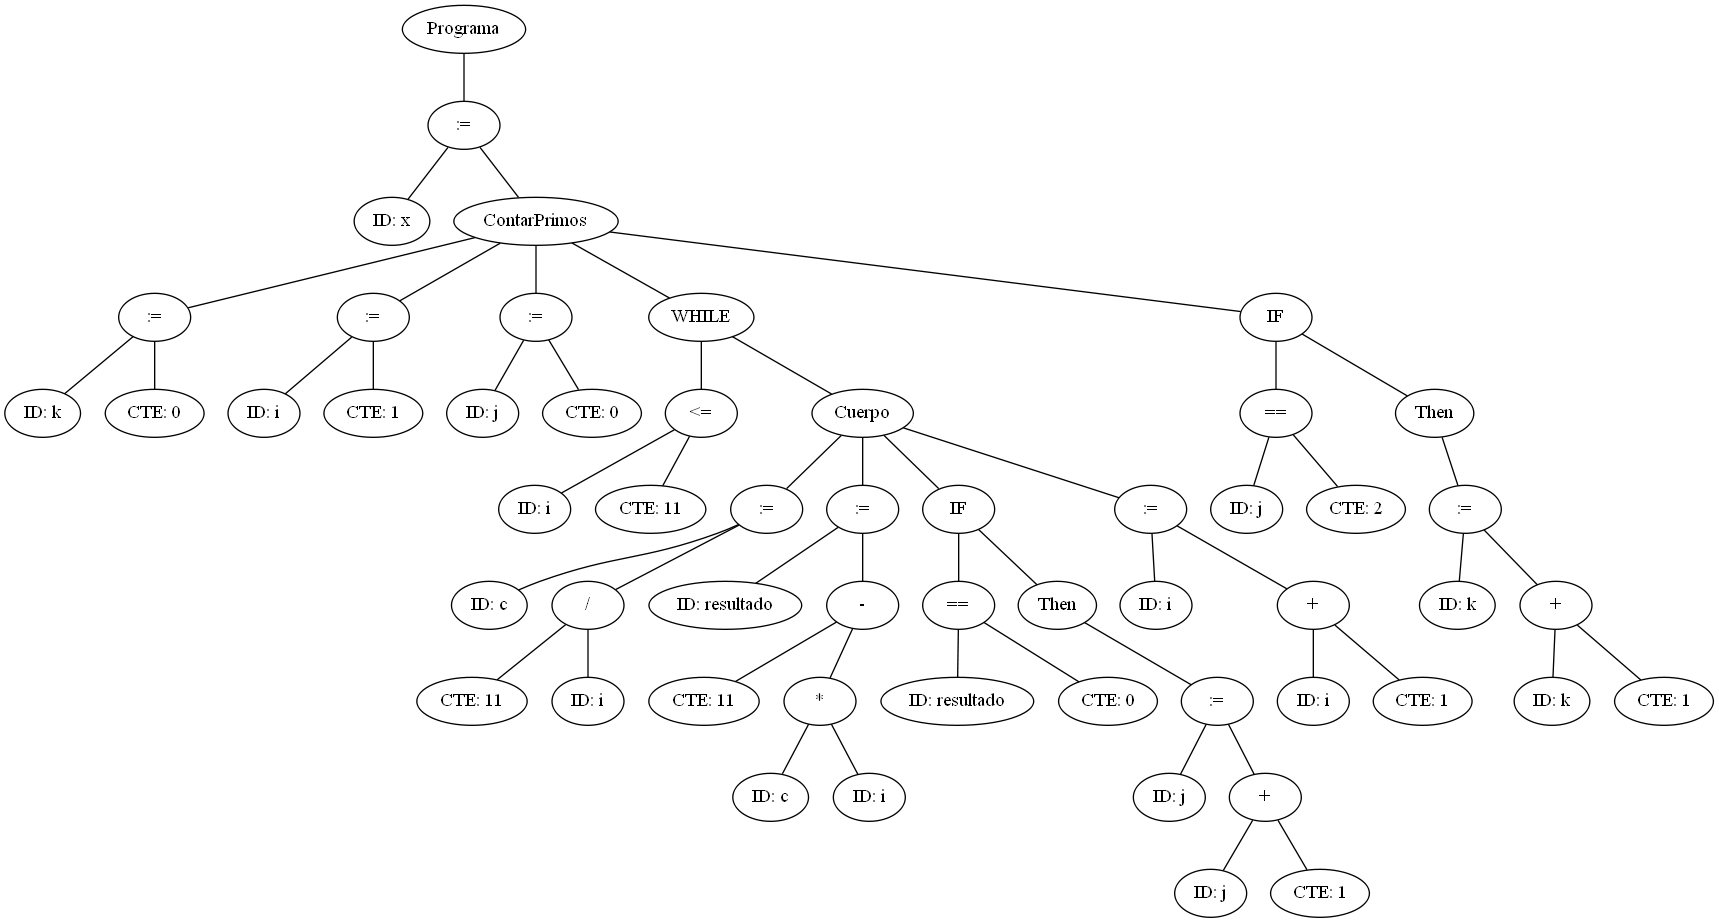 Programa
:=
ID: x
ContarPrimos
:=
:=
:=
WHILE
IF
ID: k
CTE: 0
ID: i
CTE: 1
ID: j
CTE: 0
<=
Cuerpo
==
Then
ID: i
CTE: 11
:=
:=
IF
:=
ID: j
CTE: 2
:=
ID: c
/
ID: resultado
-
==
Then
ID: i
+
ID: k
+
CTE: 11
ID: i
CTE: 11
*
ID: resultado
CTE: 0
:=
ID: i
CTE: 1
ID: k
CTE: 1
ID: c
ID: i
ID: j
+
ID: j
CTE: 1